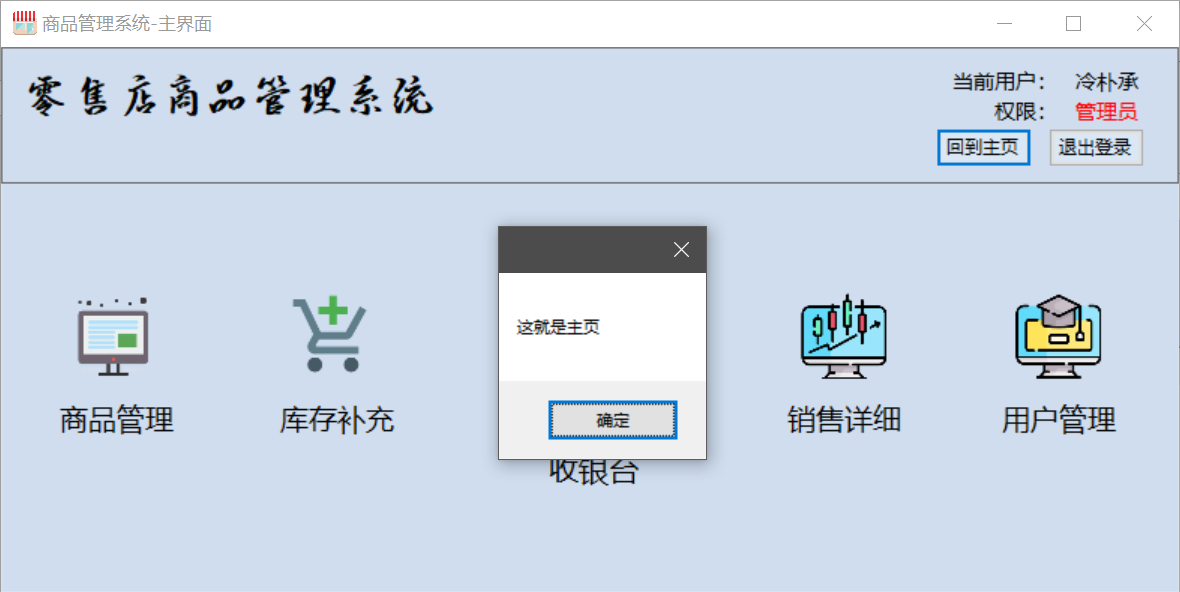 商品管理系统-主界面
零售店商品管理系统
当前用户： 冷朴承
权限： 管理员
回到主页 退出登录
这就是主页
确定
商品管理 库存补充 销售详细 用户管理
收银台